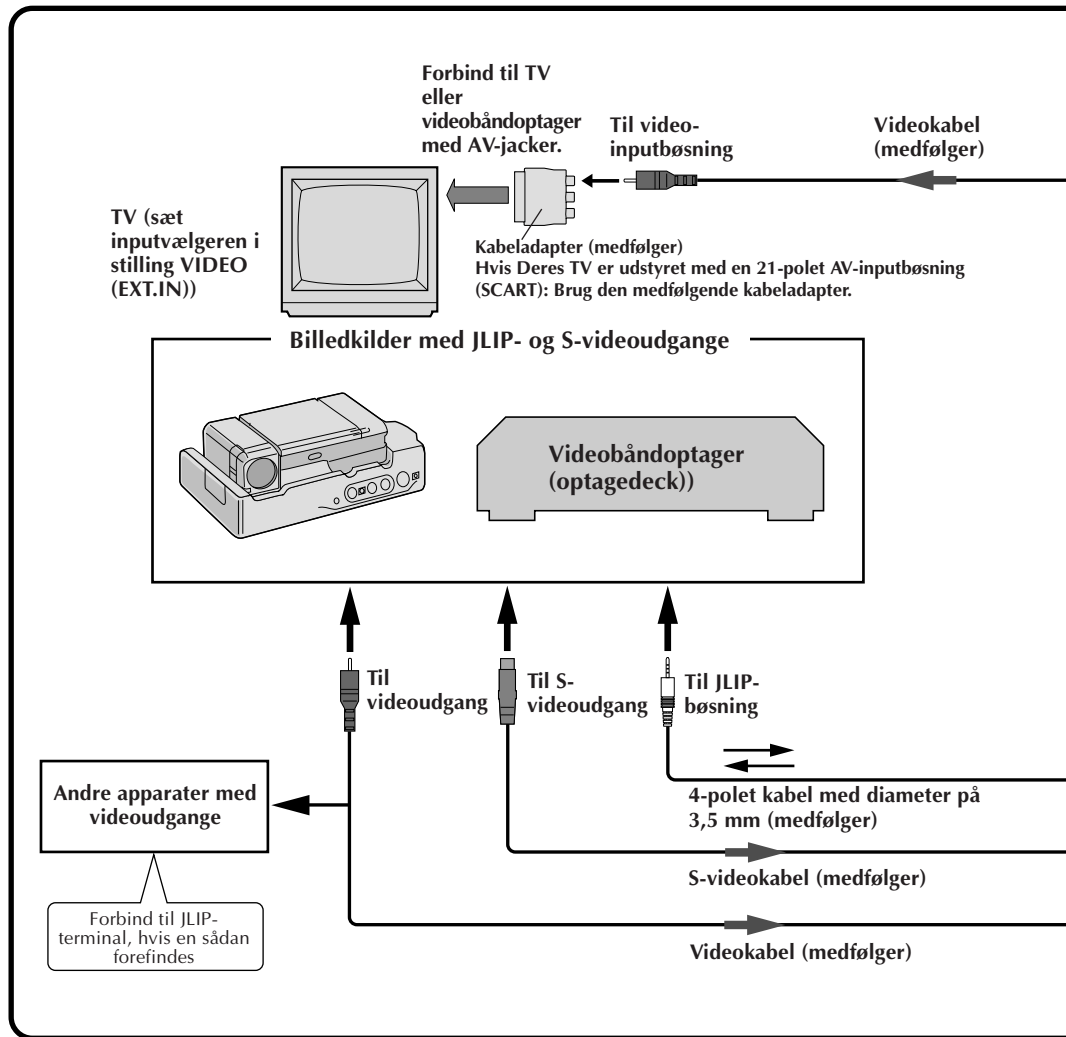 Forbind til TV
eller
videobåndoptager
med AV-jacker.
Til video-
inputbøsning
Videokabel
(medfølger)
TV (sæt
inputvælgeren i
stilling VIDEO
(EXT.IN))
Kabeladapter (medfølger)
Hvis Deres TV er udstyret med en 21-polet AV-inputbøsning
(SCART): Brug den medfølgende kabeladapter.
Billedkilder med JLIP- og S-videoudgange
Videobåndoptager
(optagedeck))
Til
videoudgang
Til S-
videoudgang
Til JLIP-
bøsning
Andre apparater med
videoudgange
4-polet kabel med diameter på
3,5 mm (medfølger)
S-videokabel (medfølger)
Forbind til JLIP-
terminal, hvis en sådan
forefindes
Videokabel (medfølger)